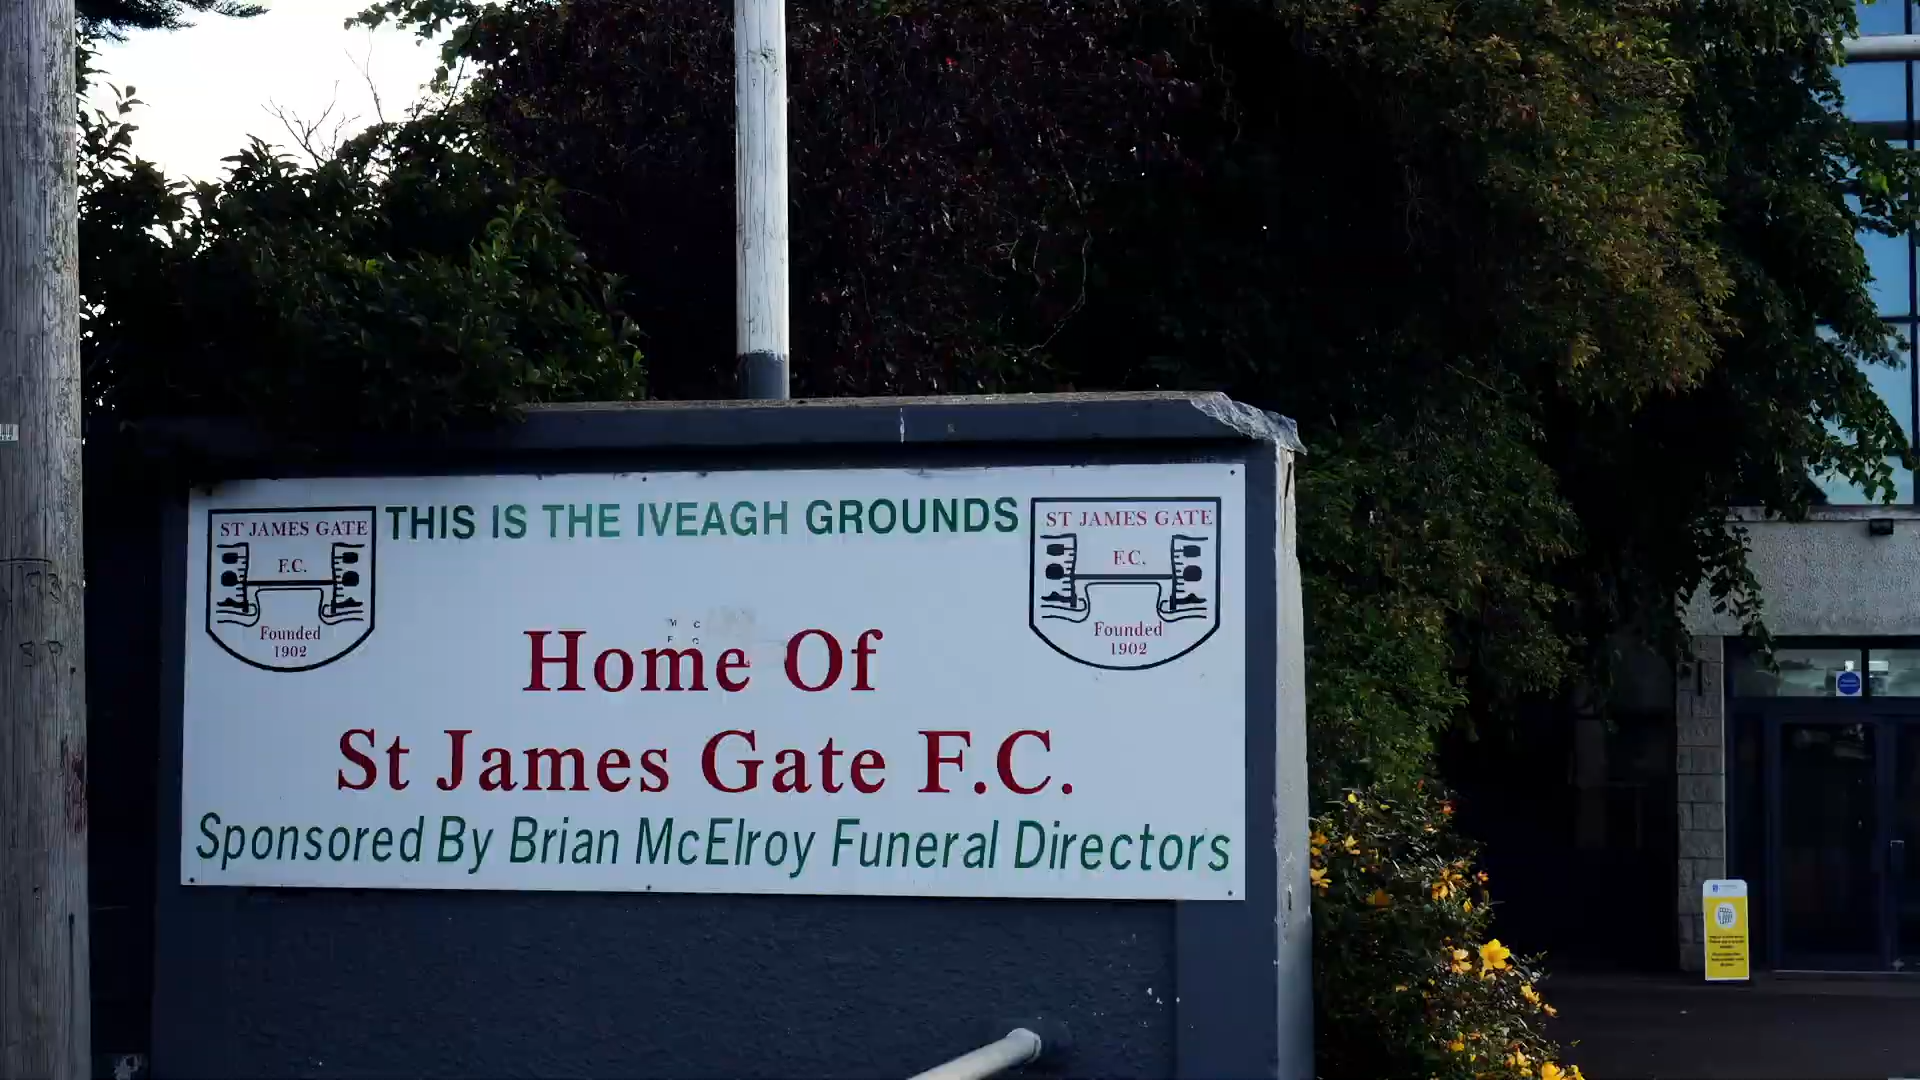 THIS IS THE IVEAGH GROUNDS
ST JAMES GATE
F.C.
Founded
1902
ST JAMES GATE
F.C.
Founded
1902
M C
F C
Home Of
St James Gate F.C.
Sponsored By Brian McElroy Funeral Directors